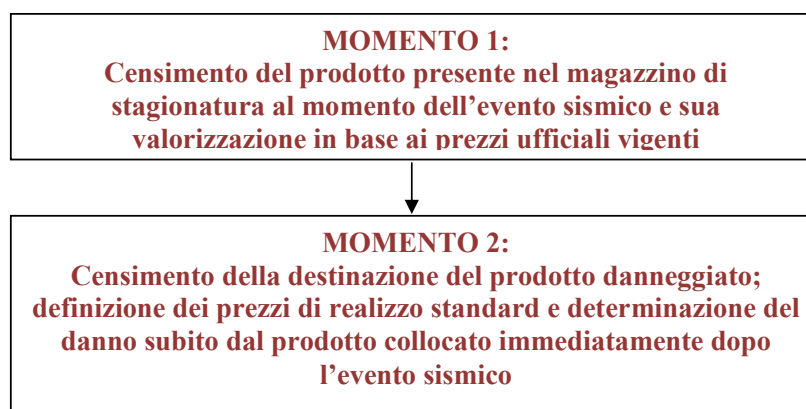 MOMENTO 1:
Censimento del prodotto presente nel magazzino di
stagionatura al momento dell’evento sismico e sua
valorizzazione in base ai prezzi ufficiali vigenti
MOMENTO 2:
Censimento della destinazione del prodotto danneggiato;
definizione dei prezzi di realizzo standard e determinazione del
danno subito dal prodotto collocato immediatamente dopo
l’evento sismico